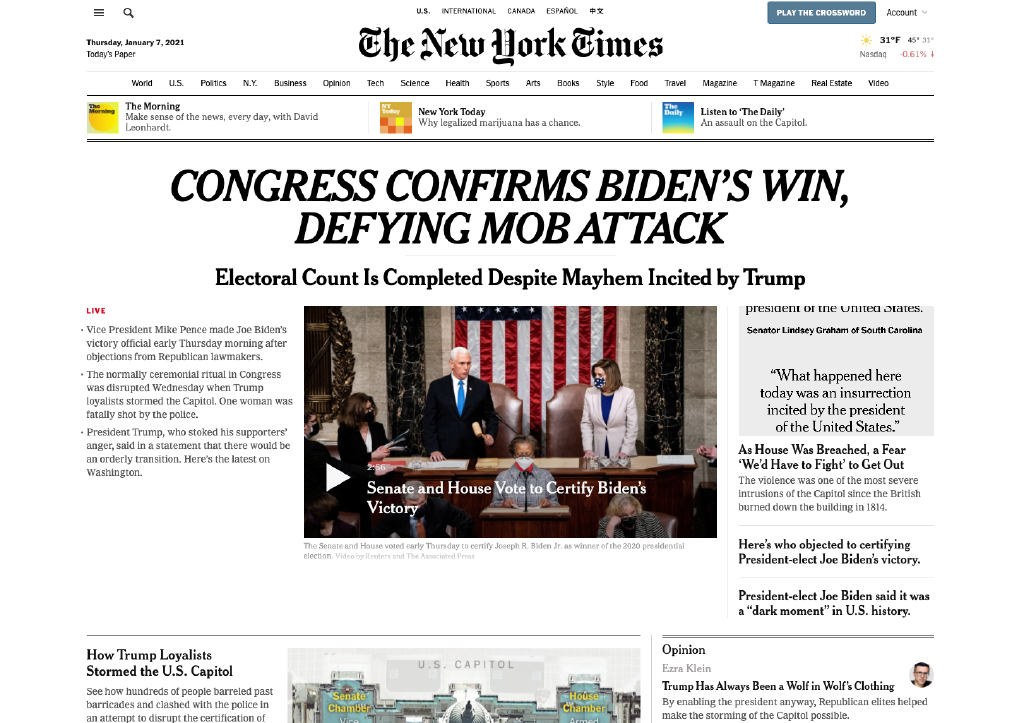 U.S. INTERNATIONAL CANADA ESPAÑOL 中文
PLAY THE CROSSWORD
Account
Thursday, January 7, 2021
Today's Paper
The New York Times
31°F 45° 31°
Nasdaq -0.61% ↓
World U.S. Politics N.Y. Business Opinion Tech Science Health Sports Arts Books Style Food Travel Magazine T Magazine Real Estate Video
The
Morning
The Morning
Make sense of the news, every day, with David
Leonhardt.
NY
Today
New York Today
Why legalized marijuana has a chance.
The
Daily
Listen to ‘The Daily’
An assault on the Capitol.
CONGRESS CONFIRMS BIDEN’S WIN,
DEFYING MOB ATTACK
Electoral Count Is Completed Despite Mayhem Incited by Trump
LIVE
• Vice President Mike Pence made Joe Biden’s
victory official early Thursday morning after
objections from Republican lawmakers.
• The normally ceremonial ritual in Congress
was disrupted Wednesday when Trump
loyalists stormed the Capitol. One woman was
fatally shot by the police.
• President Trump, who stoked his supporters’
anger, said in a statement that there would be
an orderly transition. Here’s the latest on
Washington.
2:56
Senate and House Vote to Certify Biden’s
Victory
The Senate and House voted early Thursday to certify Joseph R. Biden Jr. as winner of the 2020 presidential
election. Video by Reuters and The Associated Press
president of the United States.
Senator Lindsey Graham of South Carolina
“What happened here
today was an insurrection
incited by the president
of the United States.”
As House Was Breached, a Fear
‘We’d Have to Fight’ to Get Out
The violence was one of the most severe
intrusions of the Capitol since the British
burned down the building in 1814.
Here’s who objected to certifying
President-elect Joe Biden’s victory.
President-elect Joe Biden said it was
a “dark moment” in U.S. history.
How Trump Loyalists
Stormed the U.S. Capitol
See how hundreds of people barreled past
barricades and clashed with the police in
an attempt to disrupt the certification of
U.S. CAPITOL
Senate
Chamber
Vice
House
Chamber
Armed
Opinion
Ezra Klein
Trump Has Always Been a Wolf in Wolf’s Clothing
By enabling the president anyway, Republican elites helped
make the storming of the Capitol possible.